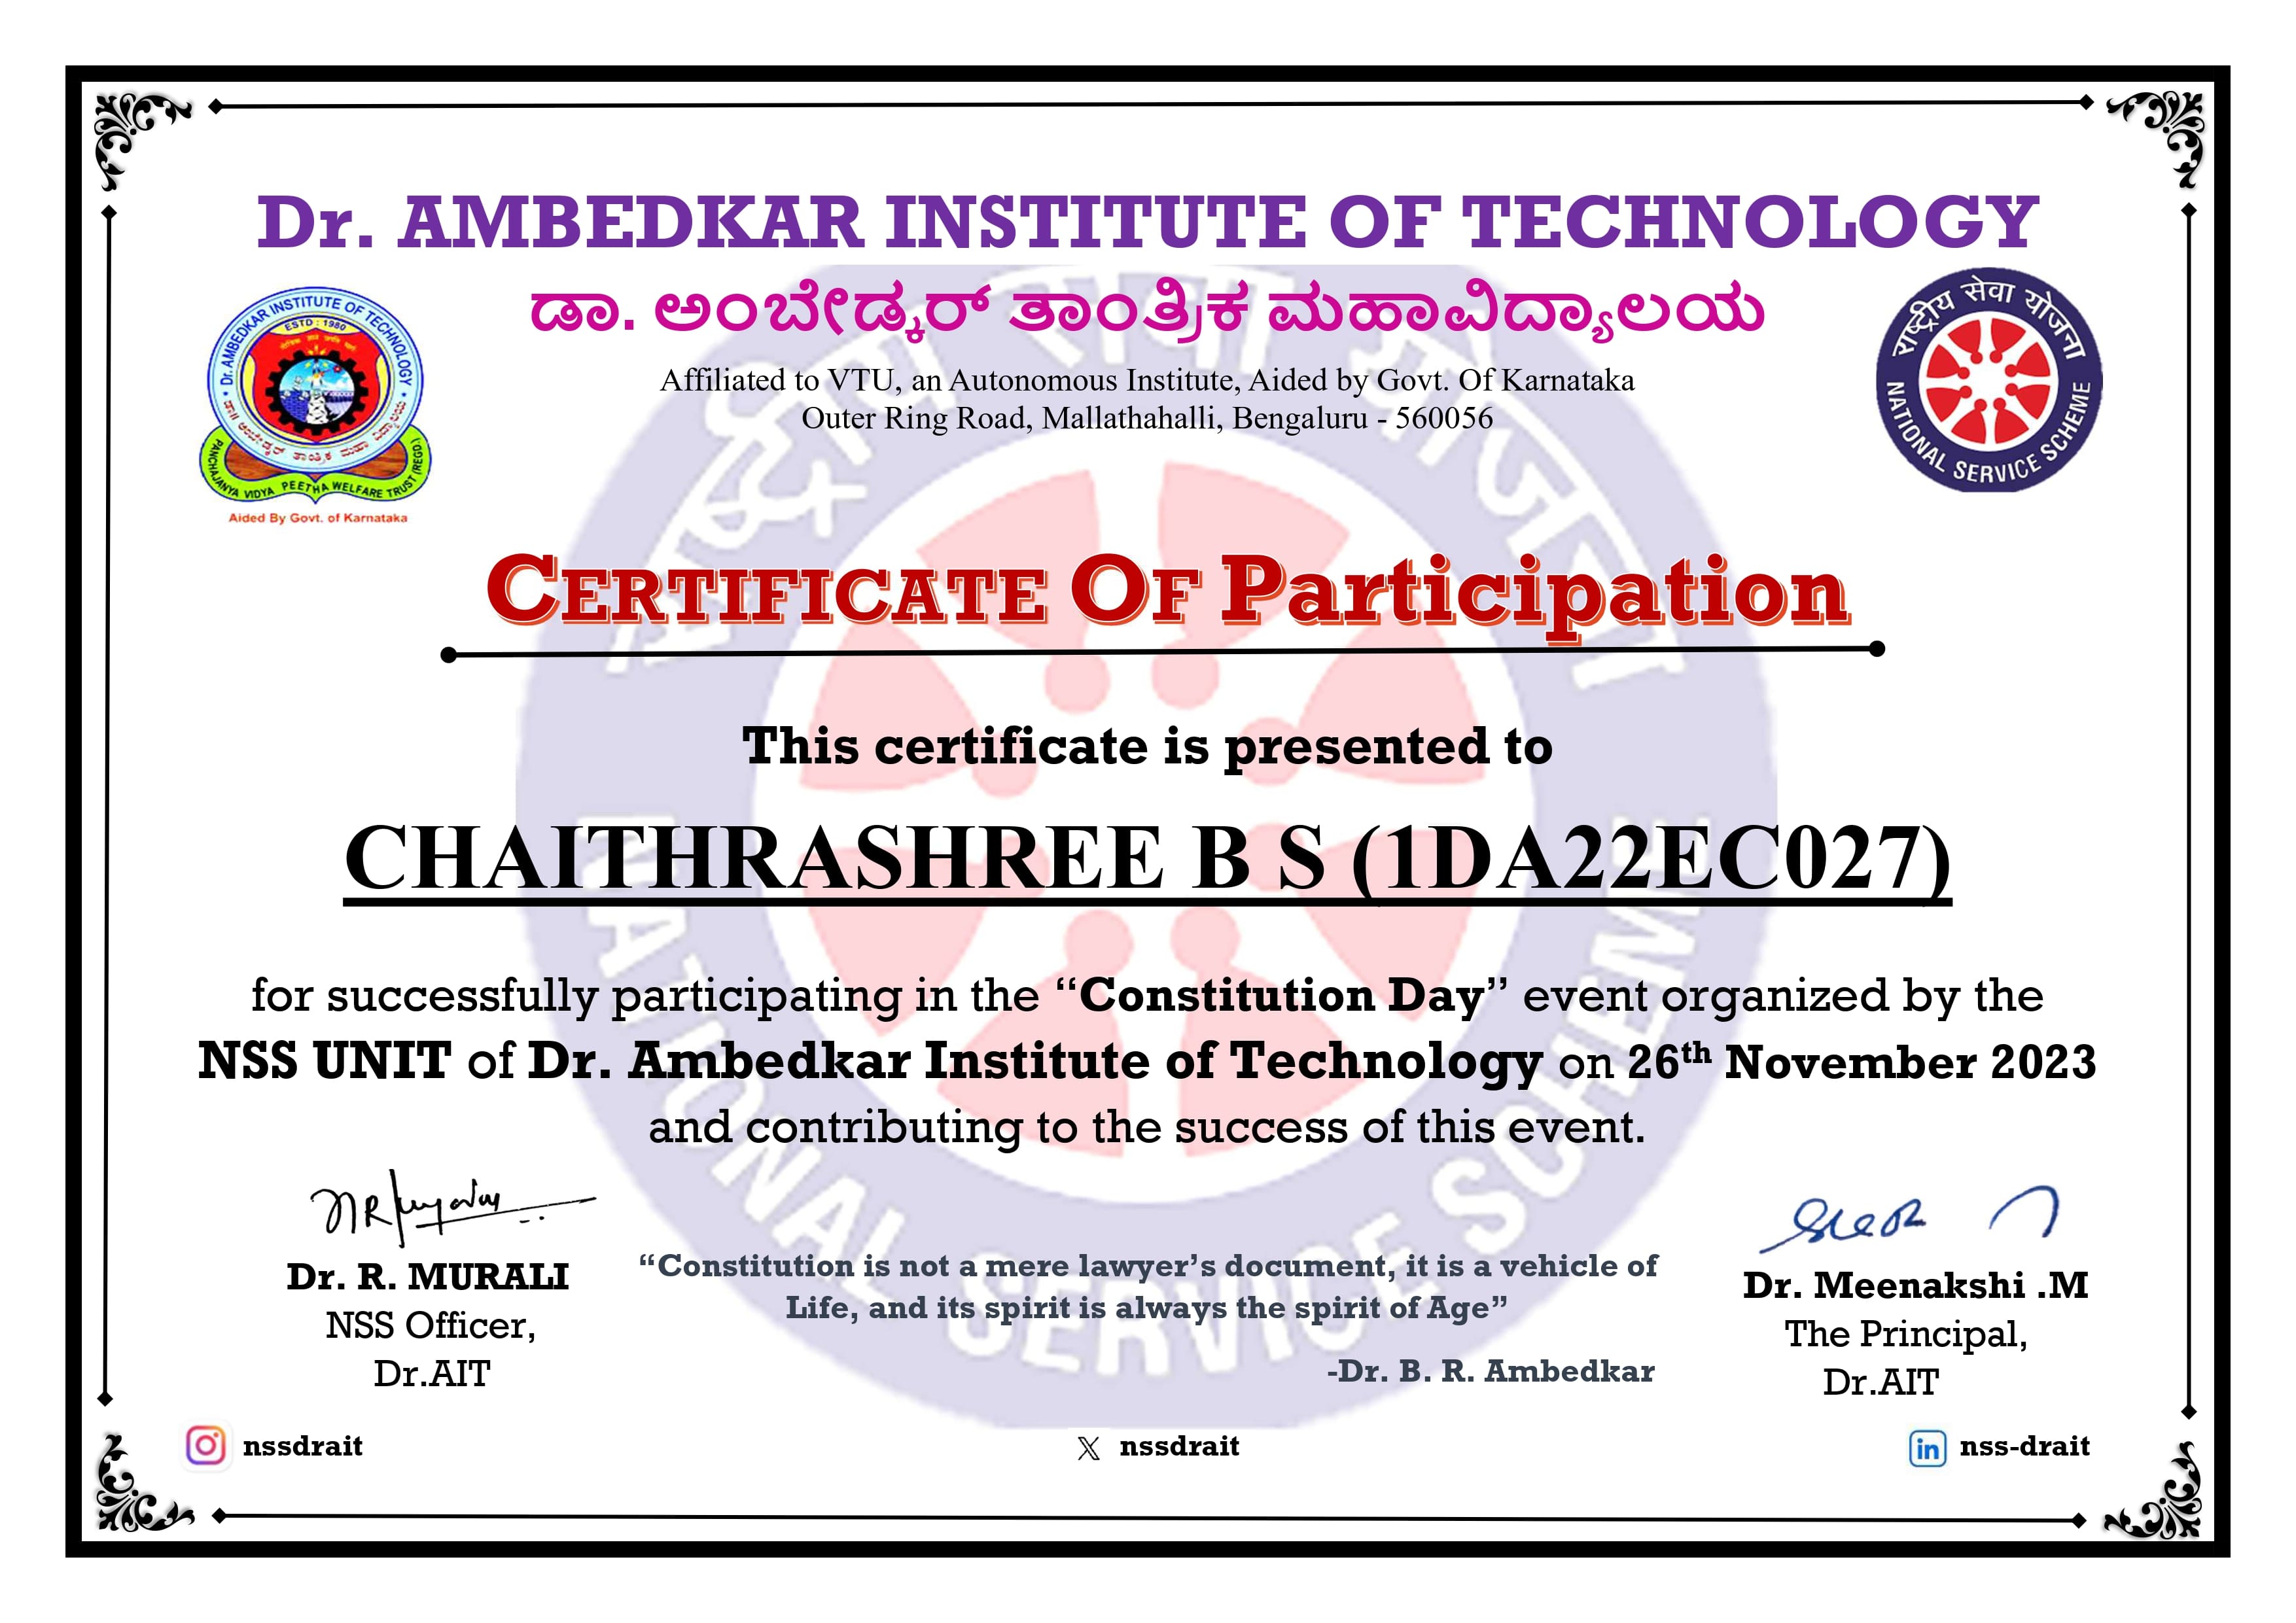 Dr. AMBEDKAR INSTITUTE OF TECHNOLOGY
ಡಾ. ಅಂಬೇಡ್ಕರ್ ತಾಂತ್ರಿಕ ಮಹಾವಿದ್ಯಾಲಯ
Affiliated to VTU, an Autonomous Institute, Aided by Govt. Of Karnataka
Outer Ring Road, Mallathahalli, Bengaluru - 560056
Dr. AMBEDKAR INSTITUTE OF TECHNOLOGY
ESTD : 1980
PANCHAJANYA VIDYA PEETHA WELFARE TRUST (REGD)
Aided By Govt. of Karnataka
राष्ट्रीय सेवा योजना
NATIONAL SERVICE SCHEME
CERTIFICATE OF Participation
This certificate is presented to
CHAITHRASHREE B S (1DA22EC027)
for successfully participating in the “Constitution Day” event organized by the
NSS UNIT of Dr. Ambedkar Institute of Technology on 26th November 2023
and contributing to the success of this event.
Dr. R. MURALI
NSS Officer,
Dr.AIT
“Constitution is not a mere lawyer’s document, it is a vehicle of
Life, and its spirit is always the spirit of Age”
-Dr. B. R. Ambedkar
Dr. Meenakshi .M
The Principal,
Dr.AIT
nssdrait
nssdrait
nss-drait
राष्ट्रीय सेवा योजना
NATIONAL SERVICE SCHEME